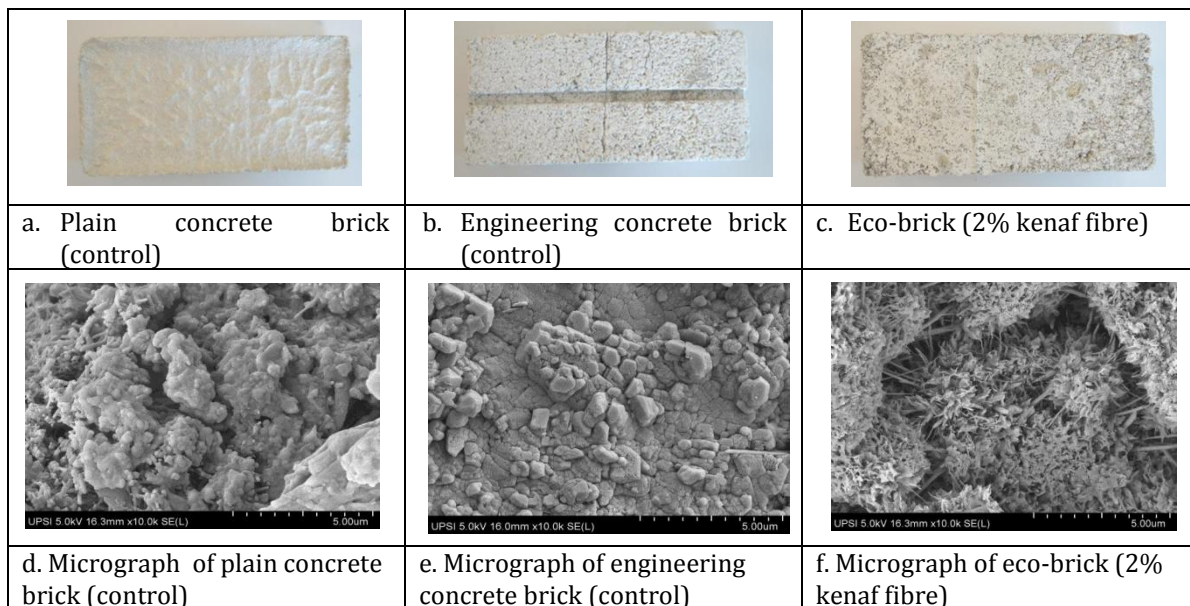 a. Plain concrete brick
(control)
b. Engineering concrete brick
(control)
c. Eco-brick (2% kenaf fibre)
UPSI 5.0kV 16.3mm x10.0k SE(L) 5.00um
UPSI 5.0kV 16.0mm x10.0k SE(L) 5.00um
UPSI 5.0kV 16.3mm x10.0k SE(L) 5.00um
d. Micrograph of plain concrete
brick (control)
e. Micrograph of engineering
concrete brick (control)
f. Micrograph of eco-brick (2%
kenaf fibre)